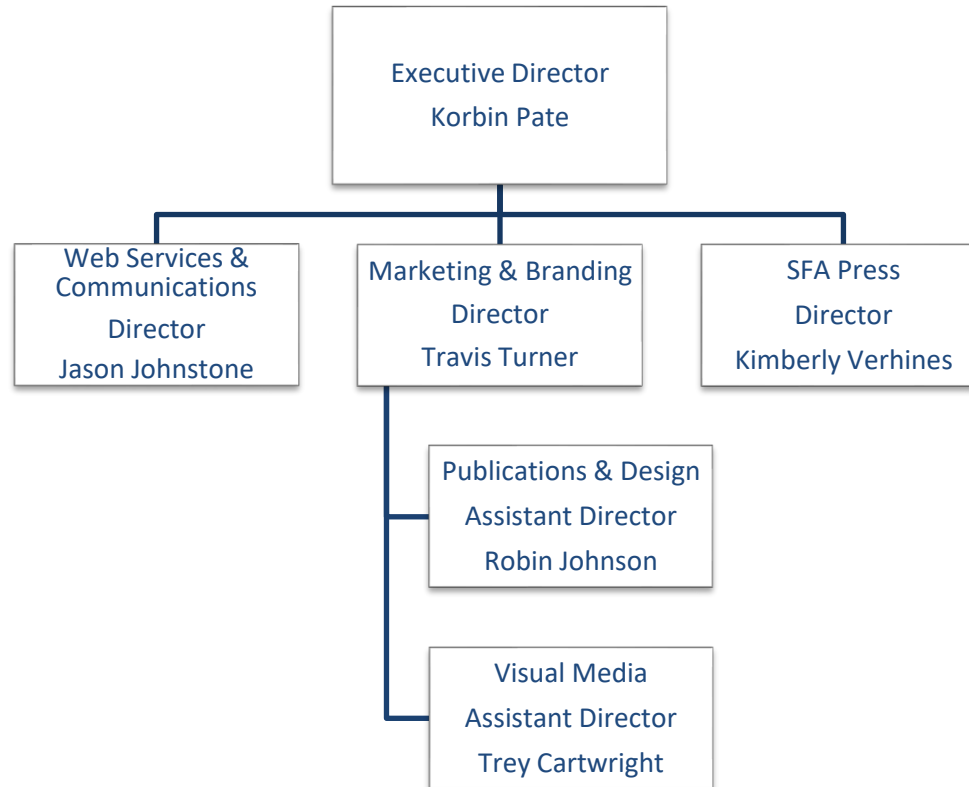 Executive Director
Korbin Pate
Web Services &
Communications
Director
Jason Johnstone
Marketing & Branding
Director
Travis Turner
SFA Press
Director
Kimberly Verhines
Publications & Design
Assistant Director
Robin Johnson
Visual Media
Assistant Director
Trey Cartwright